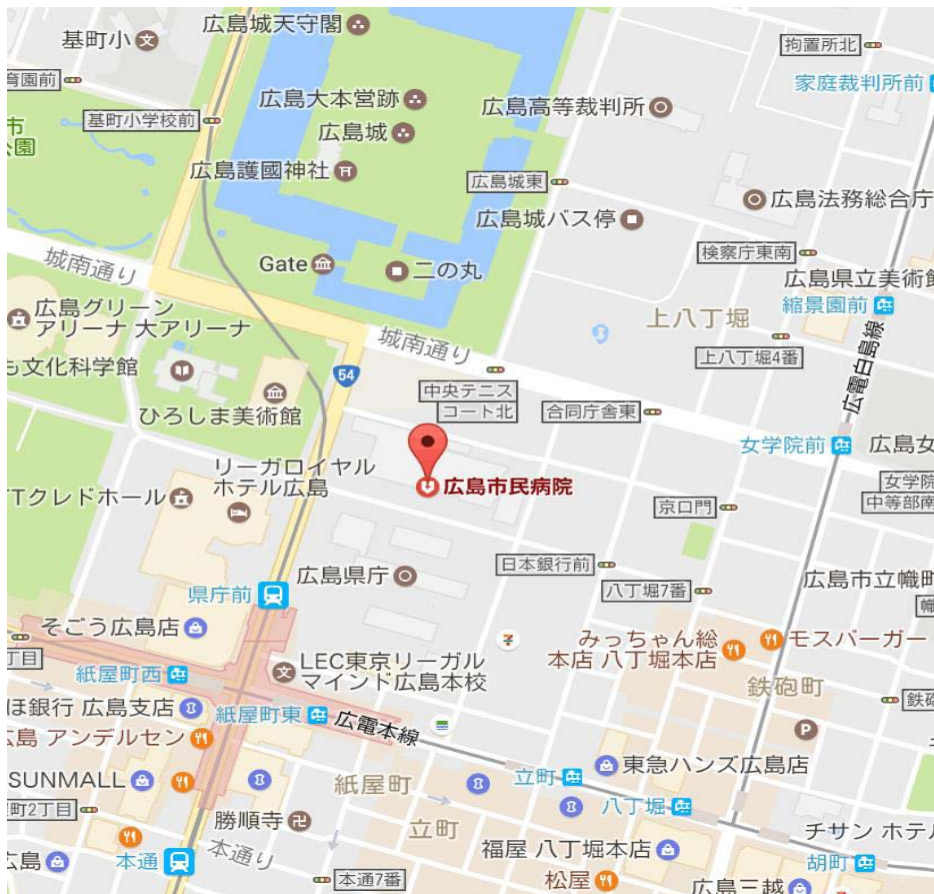 広島城天守閣
基町小
拘置所北
育園前
家庭裁判所前
広島大本営跡
広島高等裁判所
基町小学校前
市
公園
広島城
広島護國神社
広島城東
広島法務総合庁
広島城バス停
検察庁東南
城南通り
Gate
二の丸
広島県立美術館
縮景園前
広島グリーン
アリーナ 大アリーナ
上八丁堀
城南通り
上八丁堀4番
も文化科学館
54
中央テニス
コート北
合同庁舎東
広電白島線
ひろしま美術館
女学院前
広島女
リーガロイヤル
ホテル広島
広島市民病院
女学院
中等部南
TTクレドホール
京口門
日本銀行前
広島県庁
八丁堀7番
広島市立幟町
県庁前
幟
そごう広島店
みっちゃん総
本店 八丁堀本店
モスバーガー
丁目
LEC東京リーガル
マインド広島本校
紙屋町西
鉄砲町
鉄砲
ほ銀行 広島支店
紙屋町東
広電本線
広島 アンデルセン
P
SUNMALL
紙屋町
立町
東急ハンズ広島店
町2丁目
八丁堀
勝順寺
立町
チサン ホテ
広島
本通
本通り
福屋 八丁堀本店
胡町
本通7番
松屋
広島三越